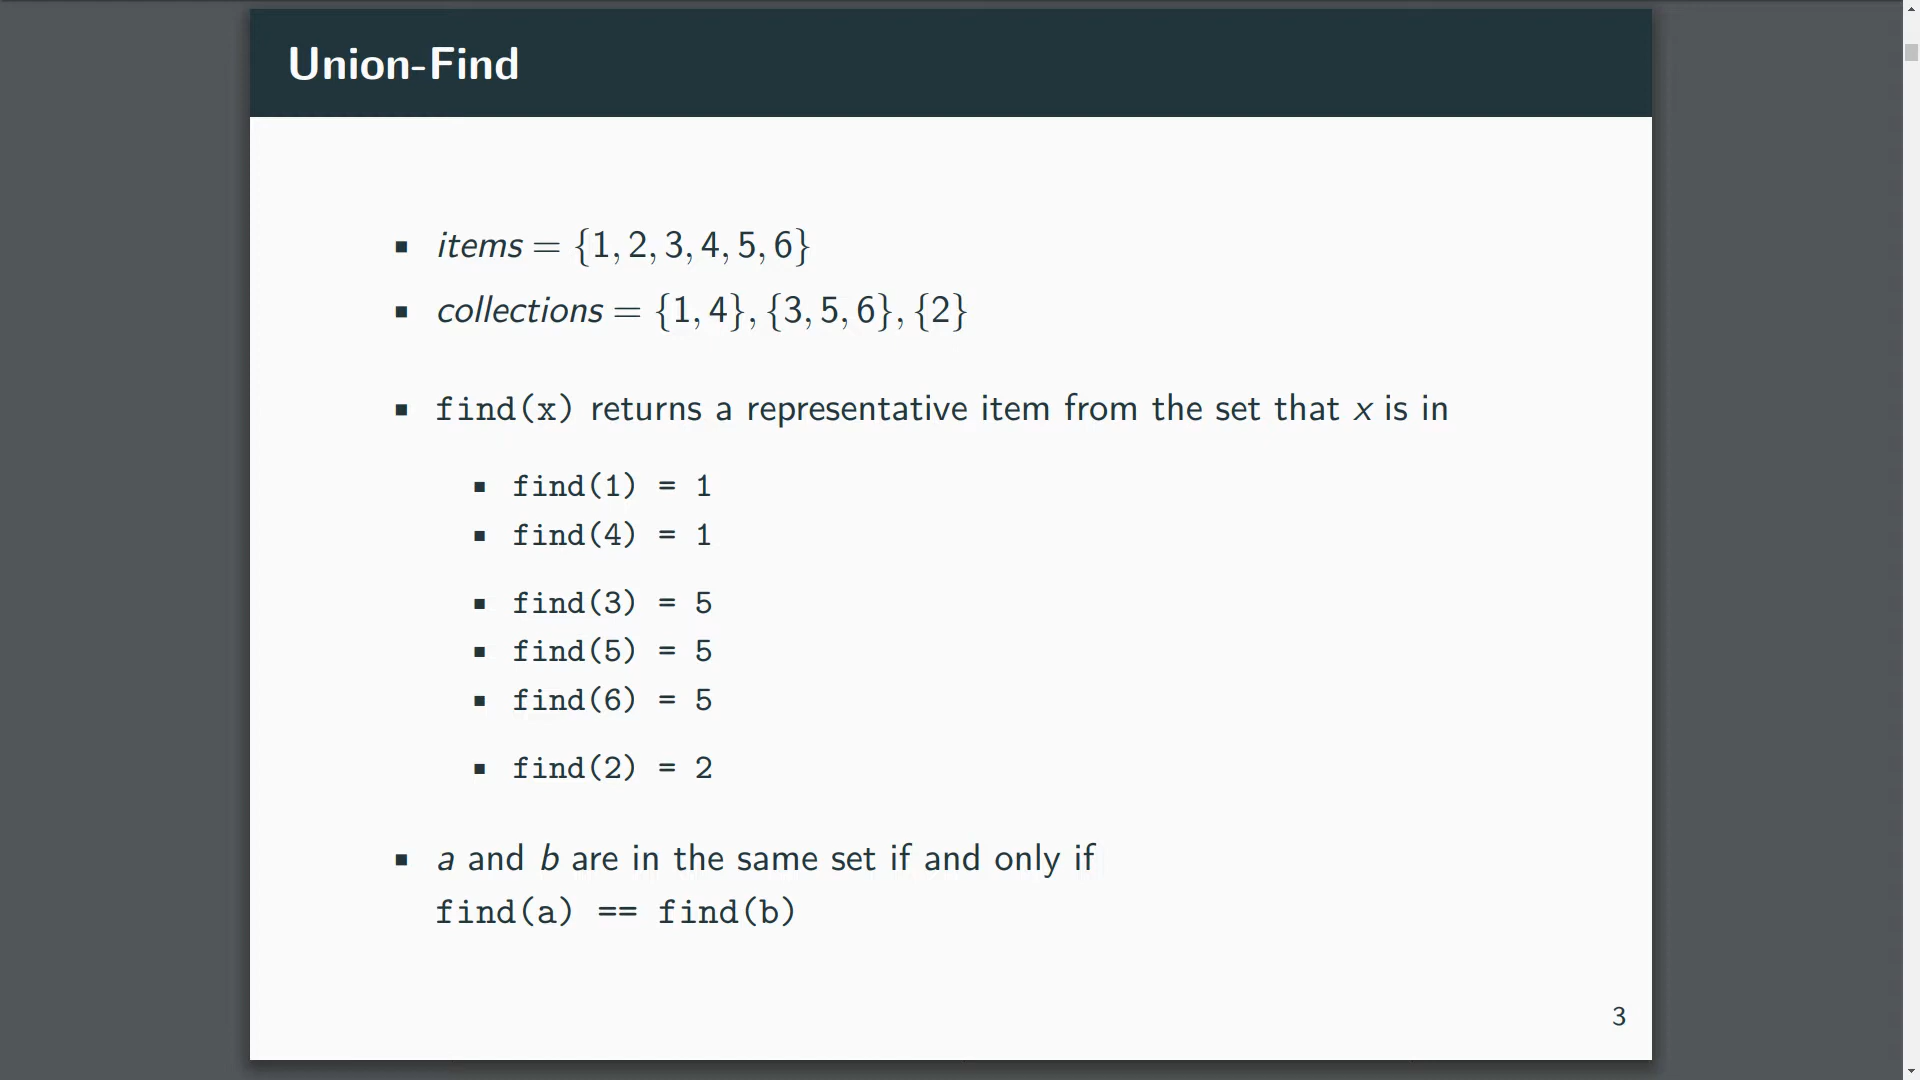 Union-Find
▪ items = {1, 2, 3, 4, 5, 6}
▪ collections = {1, 4}, {3, 5, 6}, {2}
▪ find(x) returns a representative item from the set that x is in
▪ find(1) = 1
▪ find(4) = 1
▪ find(3) = 5
▪ find(5) = 5
▪ find(6) = 5
▪ find(2) = 2
▪ a and b are in the same set if and only if
find(a) == find(b)
3